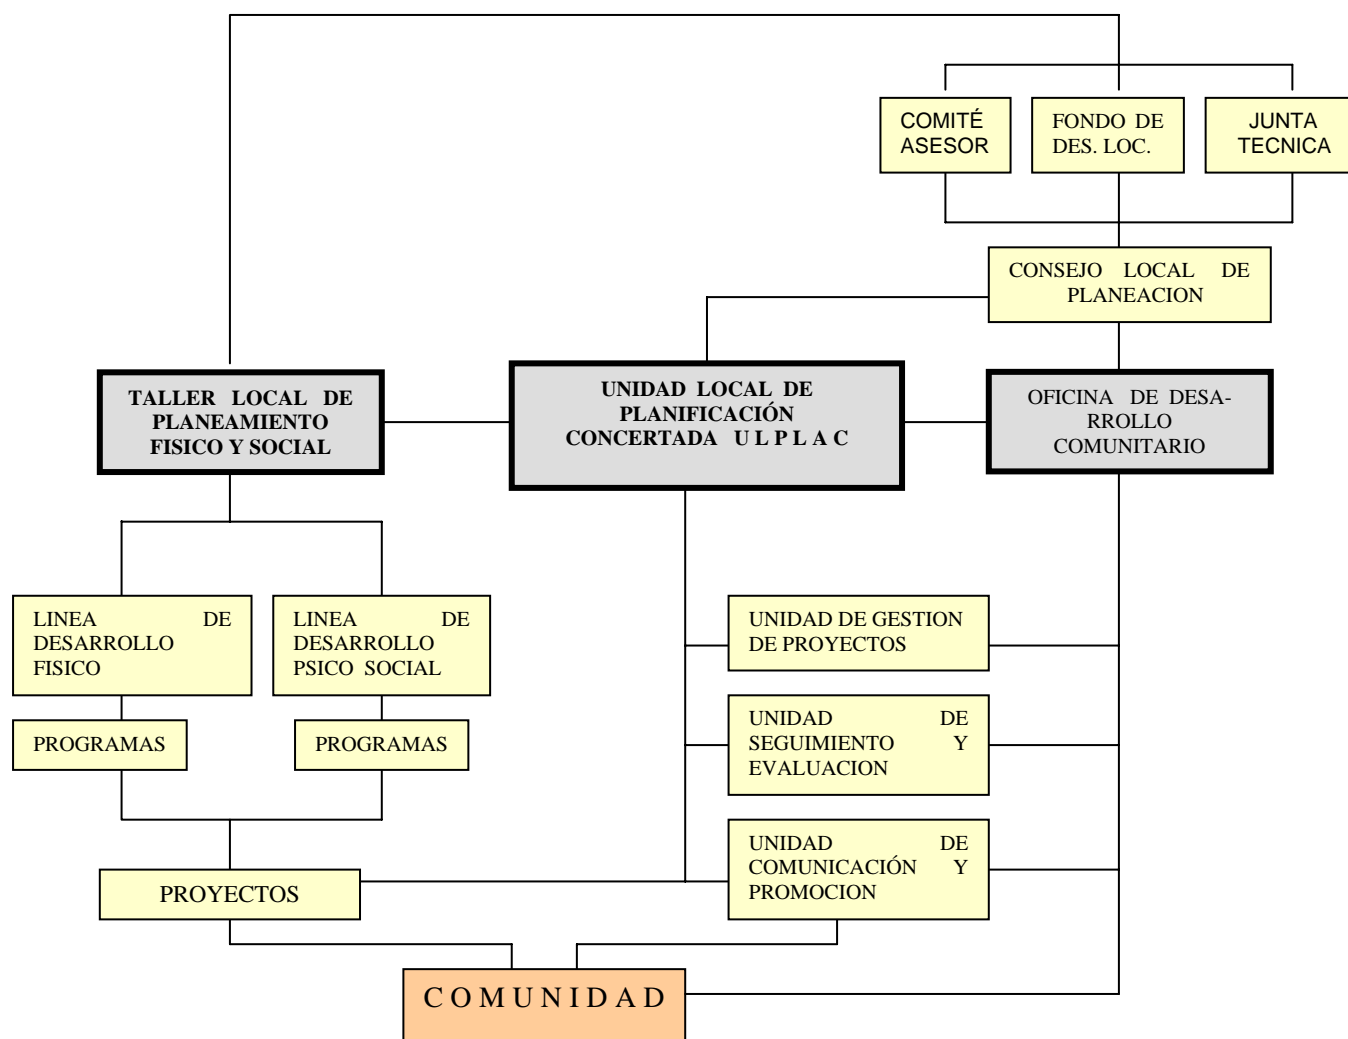 COMITÉ
ASESOR
FONDO DE
DES. LOC.
JUNTA
TECNICA
CONSEJO LOCAL DE
PLANEACION
TALLER LOCAL DE
PLANEAMIENTO
FISICO Y SOCIAL
UNIDAD LOCAL DE
PLANIFICACIÓN
CONCERTADA U L P L A C
OFICINA DE DESA-
RROLLO
COMUNITARIO
LINEA DE
DESARROLLO
FISICO
LINEA DE
DESARROLLO
PSICO SOCIAL
UNIDAD DE GESTION
DE PROYECTOS
PROGRAMAS
PROGRAMAS
UNIDAD DE
SEGUIMIENTO Y
EVALUACION
UNIDAD DE
COMUNICACIÓN Y
PROMOCION
PROYECTOS
C O M U N I D A D